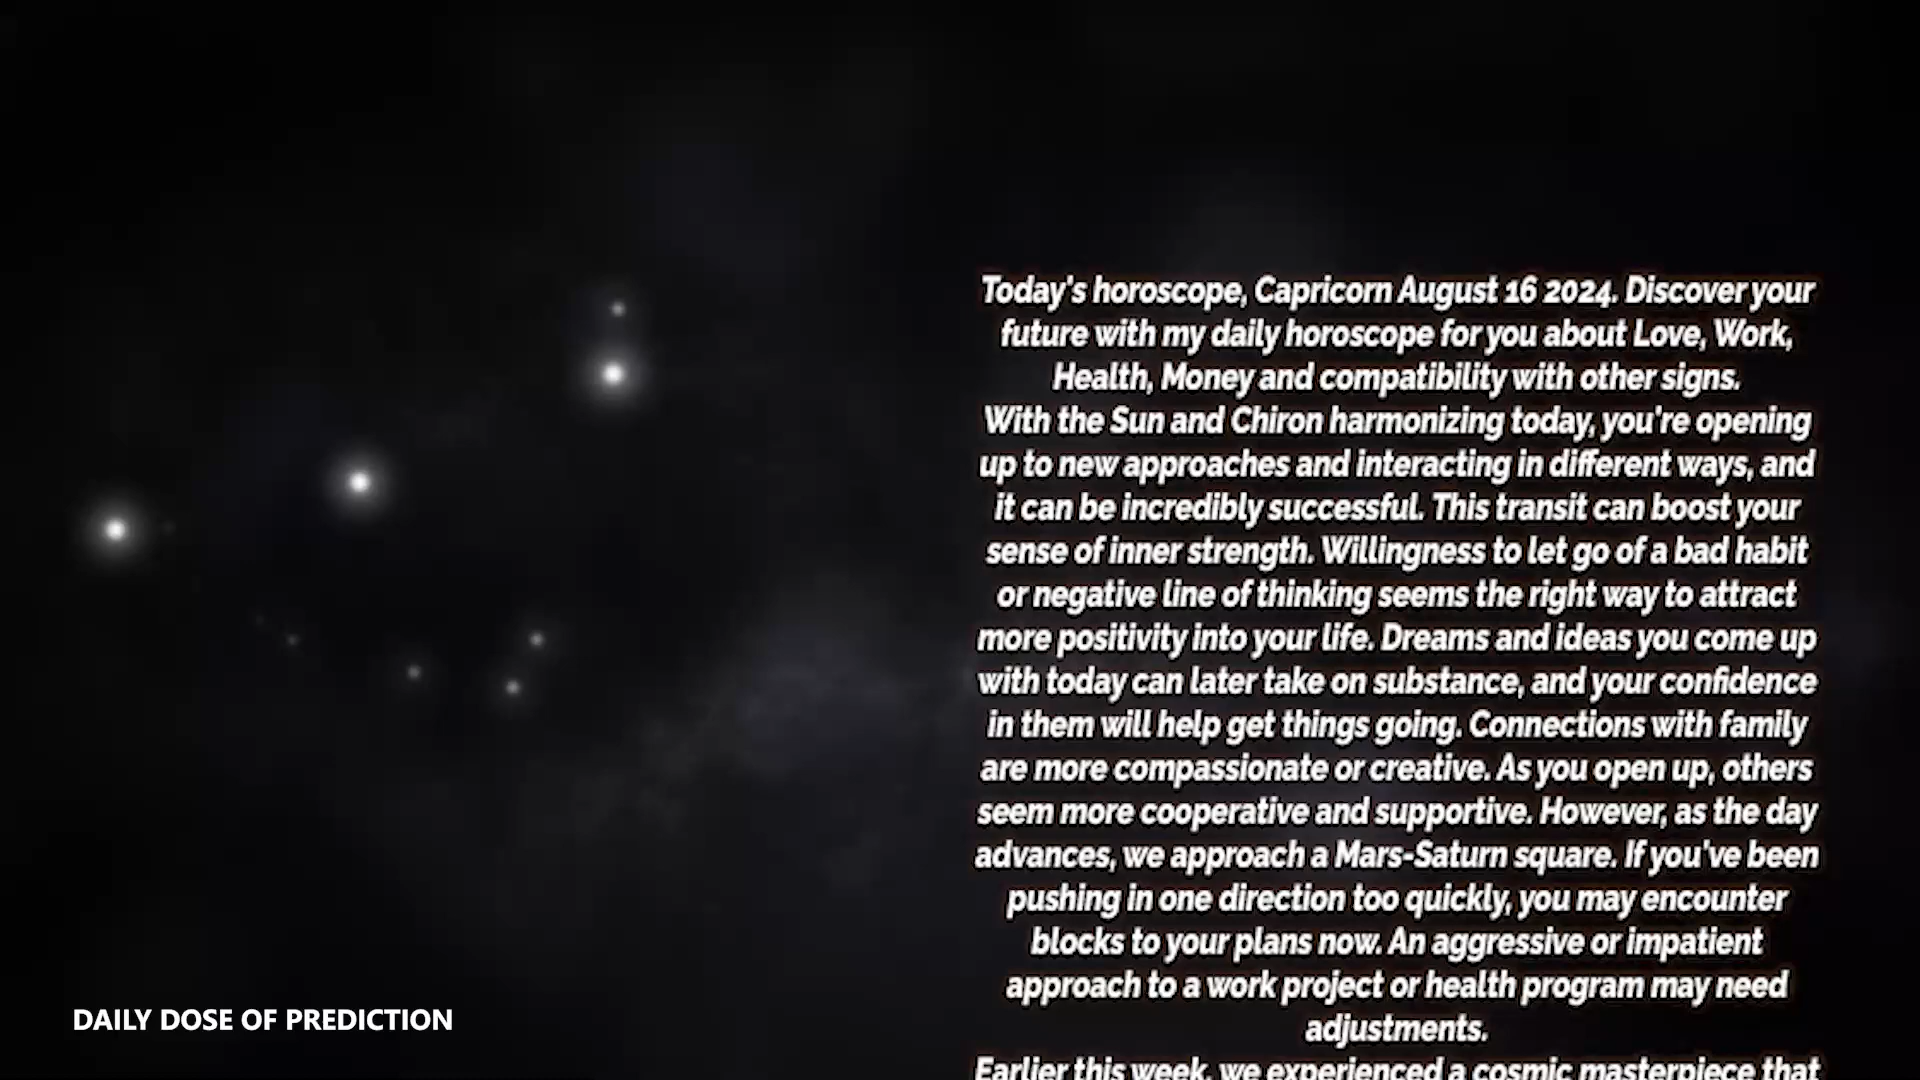 Today's horoscope, Capricorn August 16 2024. Discover your
future with my daily horoscope for you about Love, Work,
Health, Money and compatibility with other signs.
With the Sun and Chiron harmonizing today, you're opening
up to new approaches and interacting in different ways, and
it can be incredibly successful. This transit can boost your
sense of inner strength. Willingness to let go of a bad habit
or negative line of thinking seems the right way to attract
more positivity into your life. Dreams and ideas you come up
with today can later take on substance, and your confidence
in them will help get things going. Connections with family
are more compassionate or creative. As you open up, others
seem more cooperative and supportive. However, as the day
advances, we approach a Mars-Saturn square. If you've been
pushing in one direction too quickly, you may encounter
blocks to your plans now. An aggressive or impatient
approach to a work project or health program may need
adjustments.
Earlier this week, we experienced a cosmic masterpiece that
DAILY DOSE OF PREDICTION